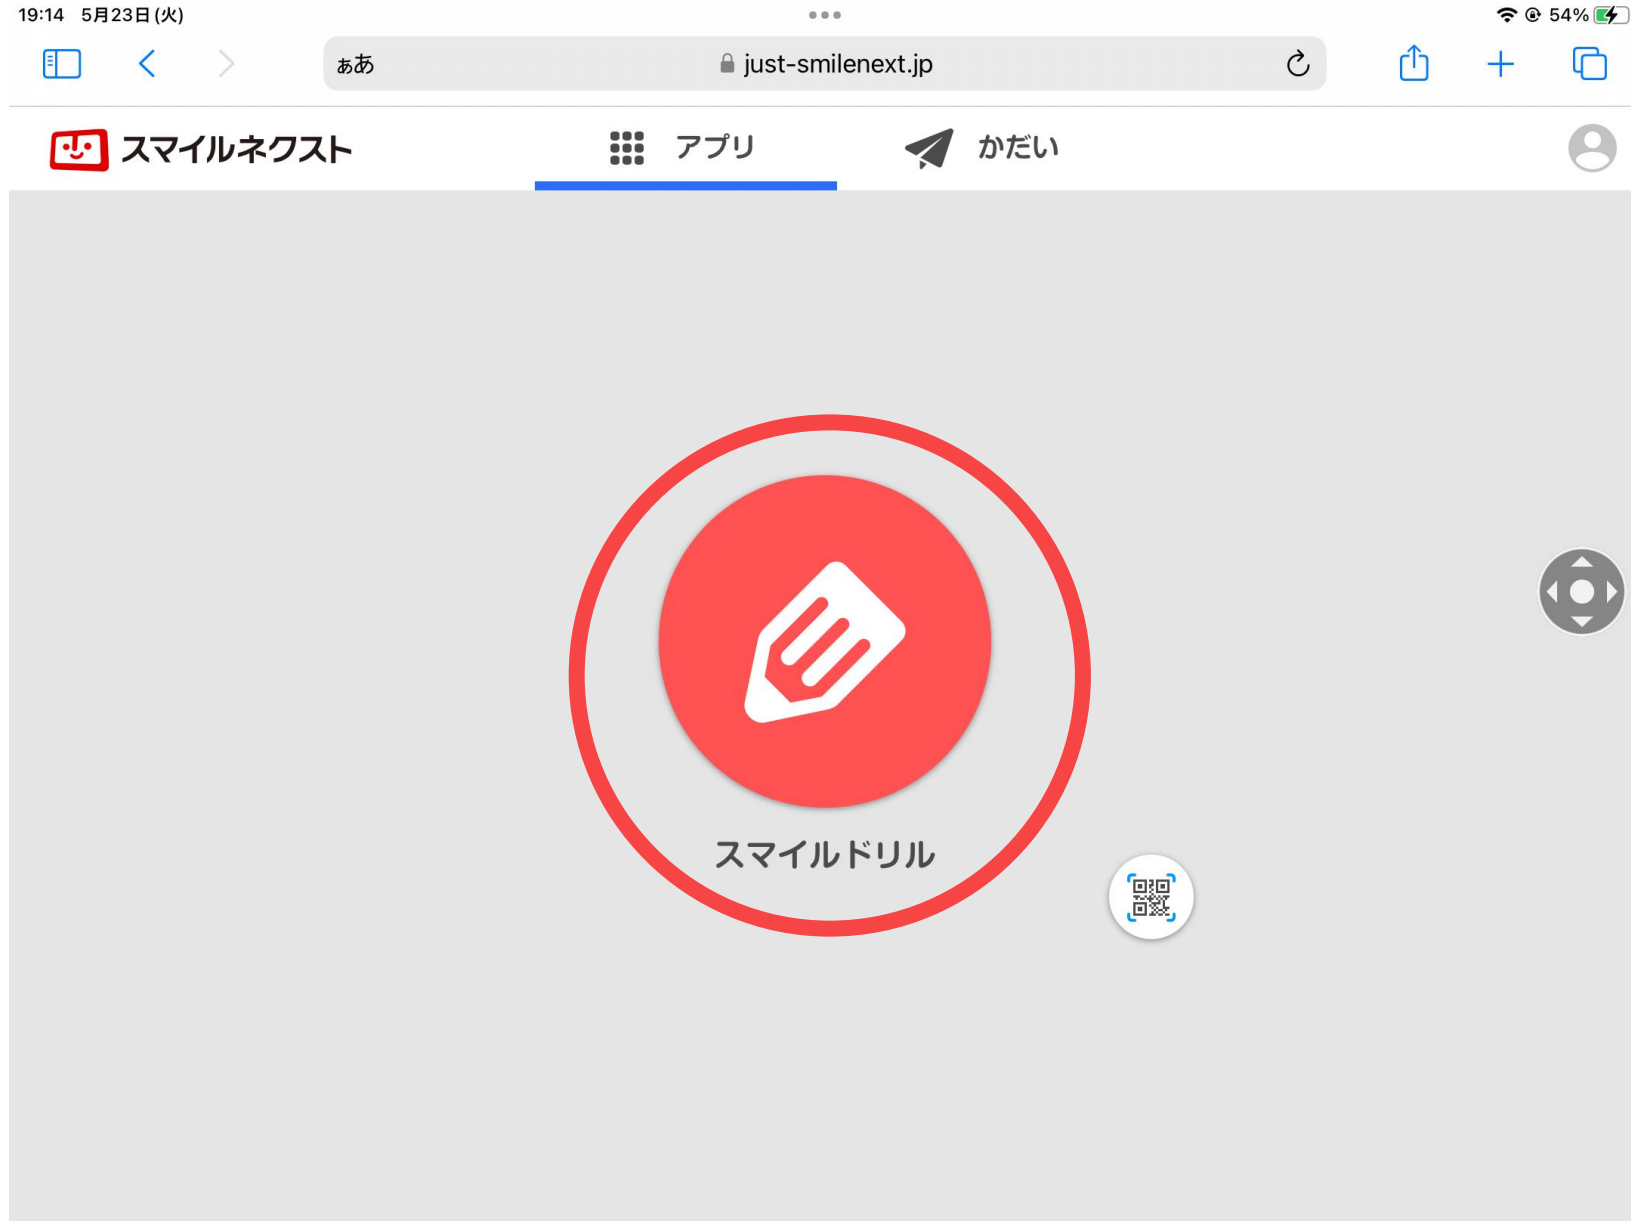 19:14 5月23日(火)
54%
ぁあ
just-smilenext.jp
スマイルネクスト
アプリ
かだい
スマイルドリル